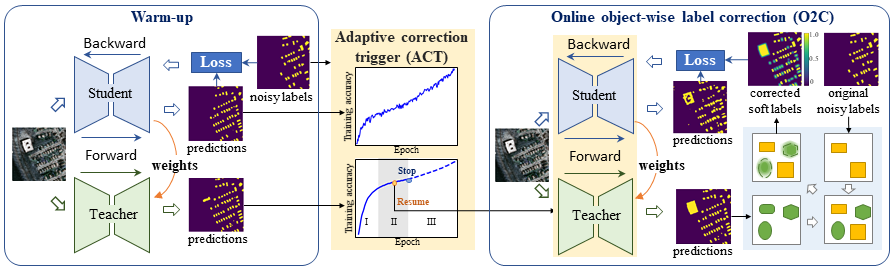 Warm-up
Backward
Loss
Student
noisy labels
predictions
Forward
weights
Teacher
predictions
Adaptive correction
trigger (ACT)
Training accuracy
Epoch
Training accuracy
Stop
Resume
I
II
III
Epoch
Online object-wise label correction (O2C)
Backward
Loss
1.0
0.0
Student
predictions
corrected
soft labels
original
noisy labels
Forward
weights
Teacher
predictions